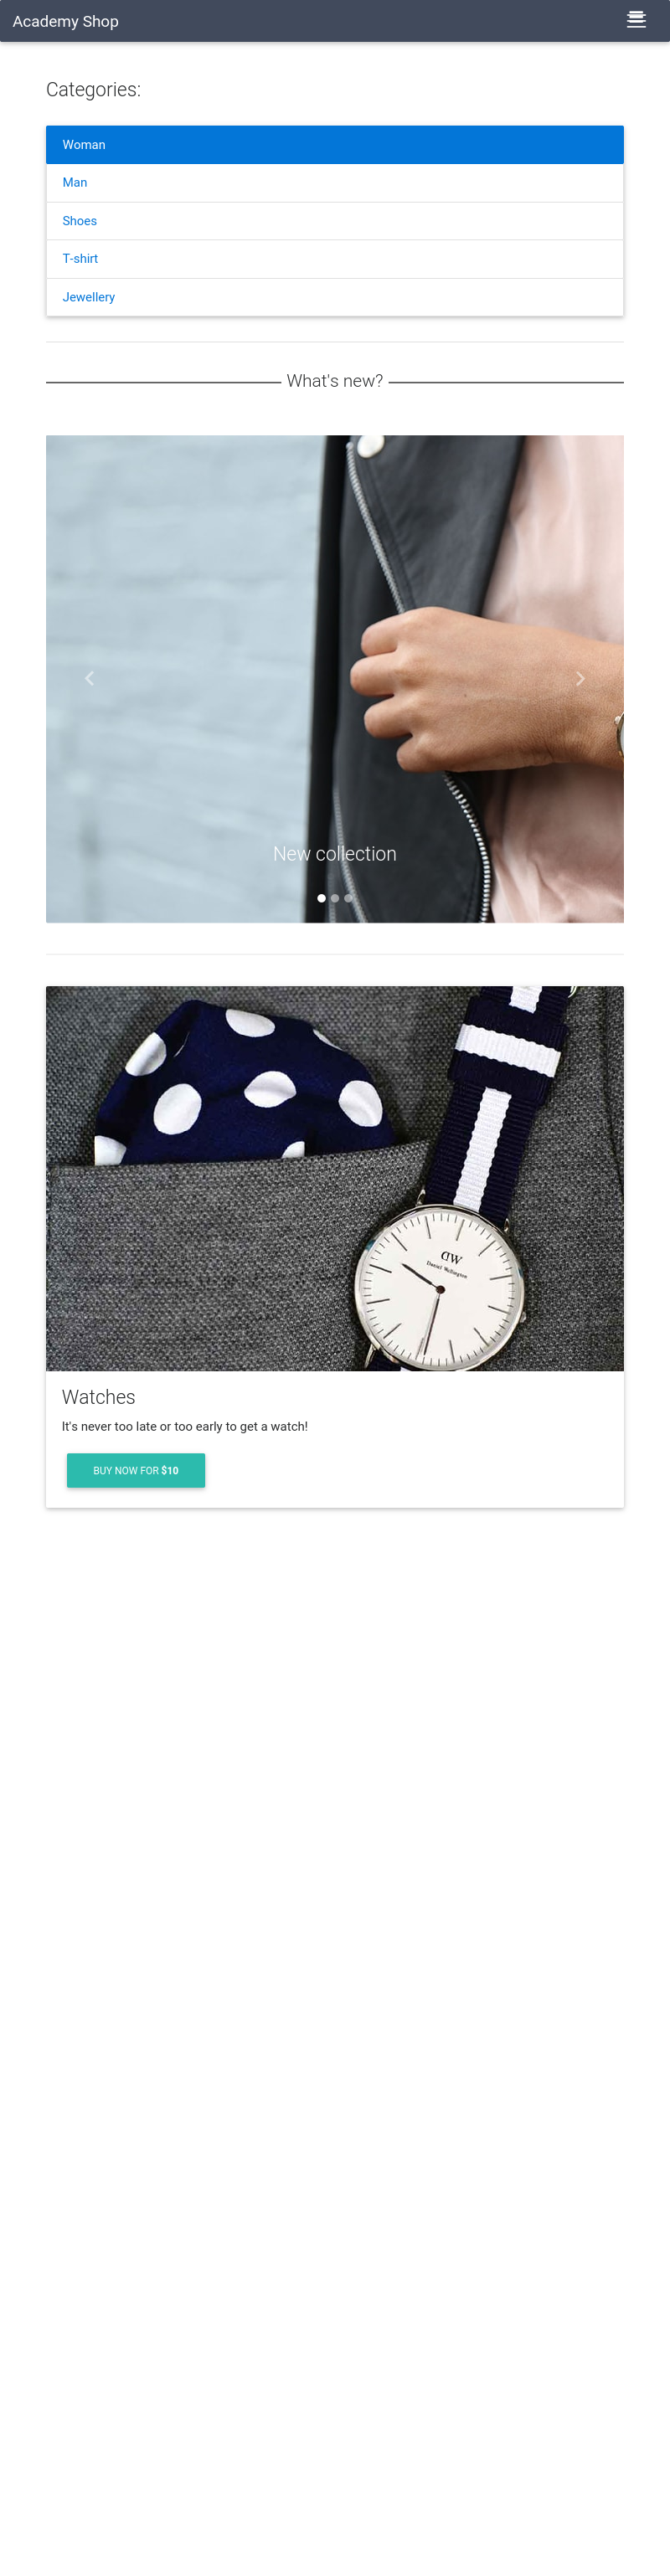 Academy Shop
Categories:
Woman
Man
Shoes
T-shirt
Jewellery
What's new?
New collection
DW
Daniel Wellington
Watches
It's never too late or too early to get a watch!
BUY NOW FOR $10